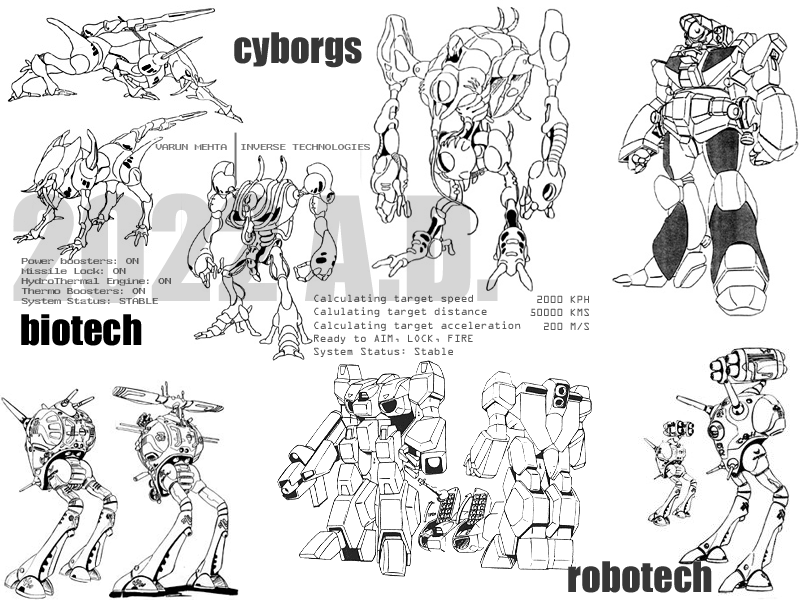 cyborgs
VARUN MEHTA | INVERSE TECHNOLOGIES
A.D.
Power boosters: ON
Missile Lock: ON
HydroThermal Engine: ON
Thermo Boosters: ON
System Status: STABLE
biotech
Calculating target speed 2000 KPH
Calulating target distance 50000 KMS
Calculating target acceleration 200 M/S
Ready to AIM, LOCK, FIRE
System Status: Stable
robotech